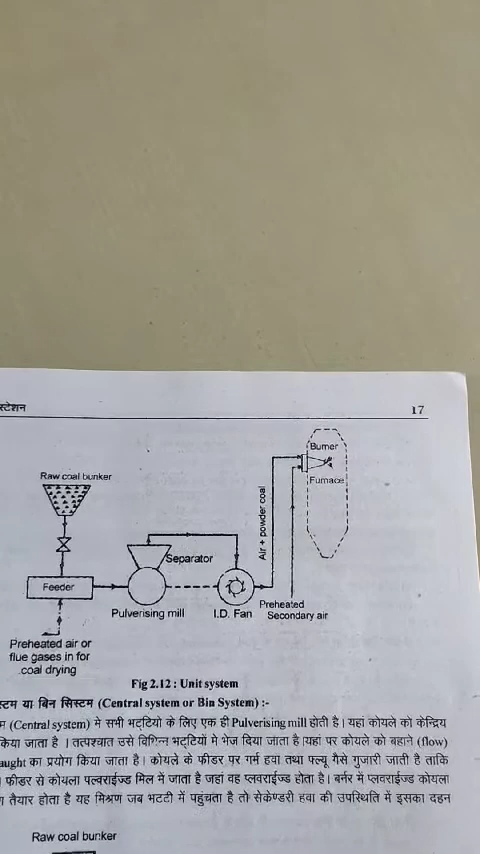 स्टेशन
17
Burner
Furnace
Raw coal bunker
Air + powder coal
Separator
Feeder
Pulverising mill
I.D. Fan
Preheated
Secondary air
Preheated air or
flue gases in for
coal drying
Fig 2.12 : Unit system
स्टम या बिन सिस्टम (Central system or Bin System) :-
म (Central system) मे सभी भटटियो के लिए एक ही Pulverising mill होती है। यहां कोयले को केन्द्रिय
किया जाता है । तत्पश्चात उसे विभिन्न भट्टियों मे भेज दिया जाता है।यहां पर कोयले को बहाने (flow)
aught का प्रयोग किया जाता है। कोयले के फीडर पर गर्म हवा तथा फ्ल्यू गैसे गुजारी जाती है ताकि
फीडर से कोयला पल्वराईज्ड मिल में जाता है जहां वह प्लवराईज्ड होता है। बर्नर में प्लवराईज्ड कोयला
तैयार होता है यह मिश्रण जब भटटी में पहुंचता है तो सेकेण्डरी हवा की उपस्थिति में इसका दहन
Raw coal bunker